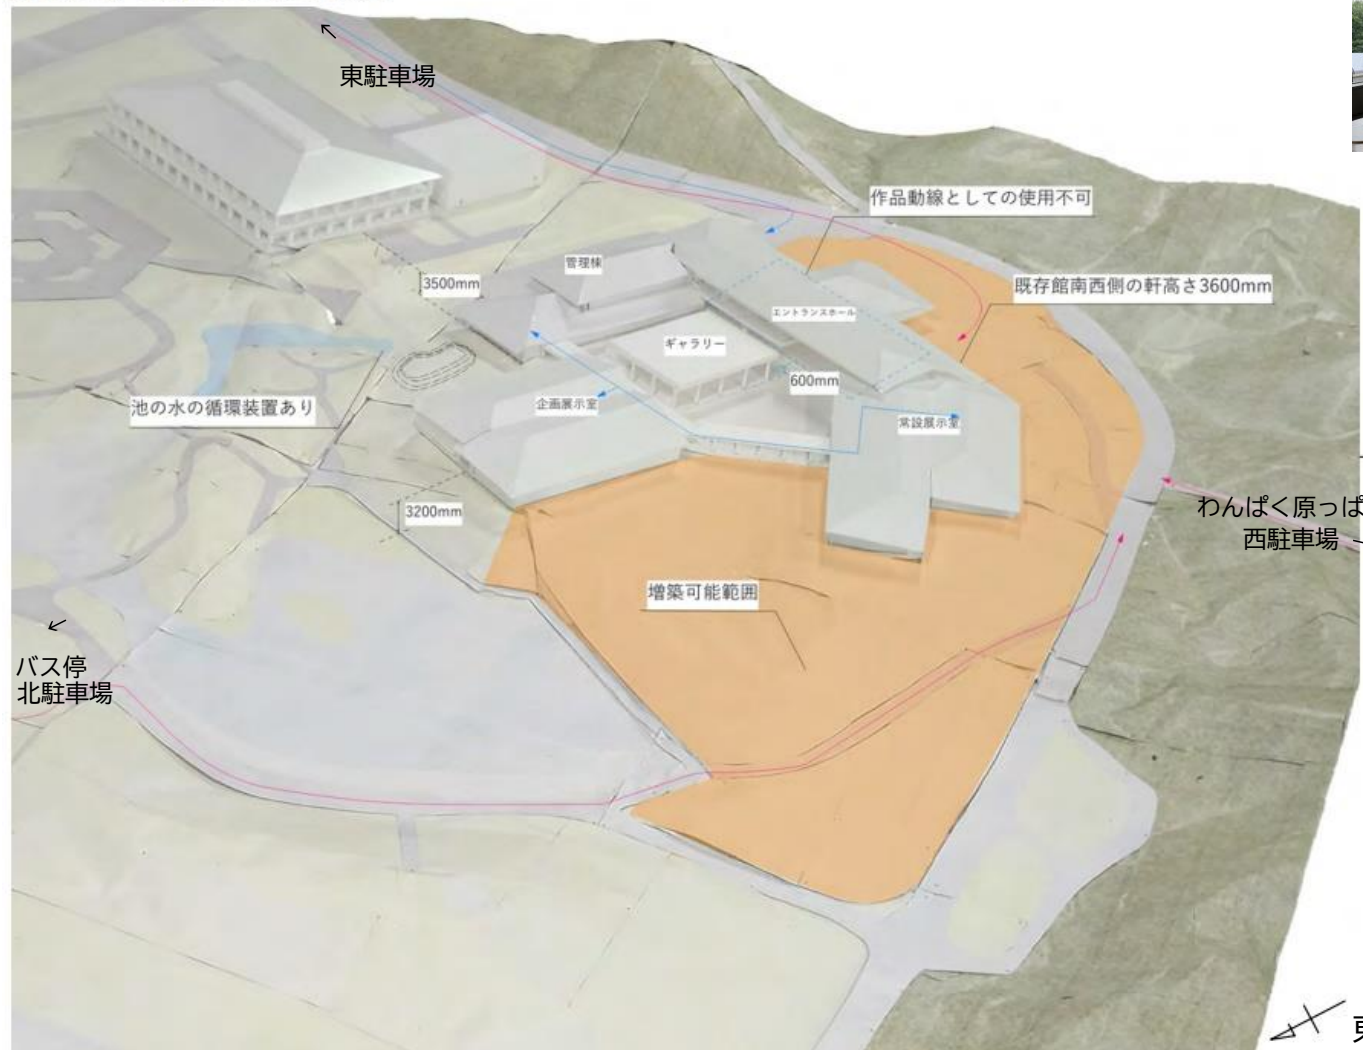 東駐車場
作品動線としての使用不可
管理棟
3500mm
既存館南西側の軒高さ3600mm
エントランスホール
ギャラリー
600mm
池の水の循環装置あり
企画展示室
常設展示室
3200mm
わんぱく原っぱ
西駐車場
増築可能範囲
バス停
北駐車場